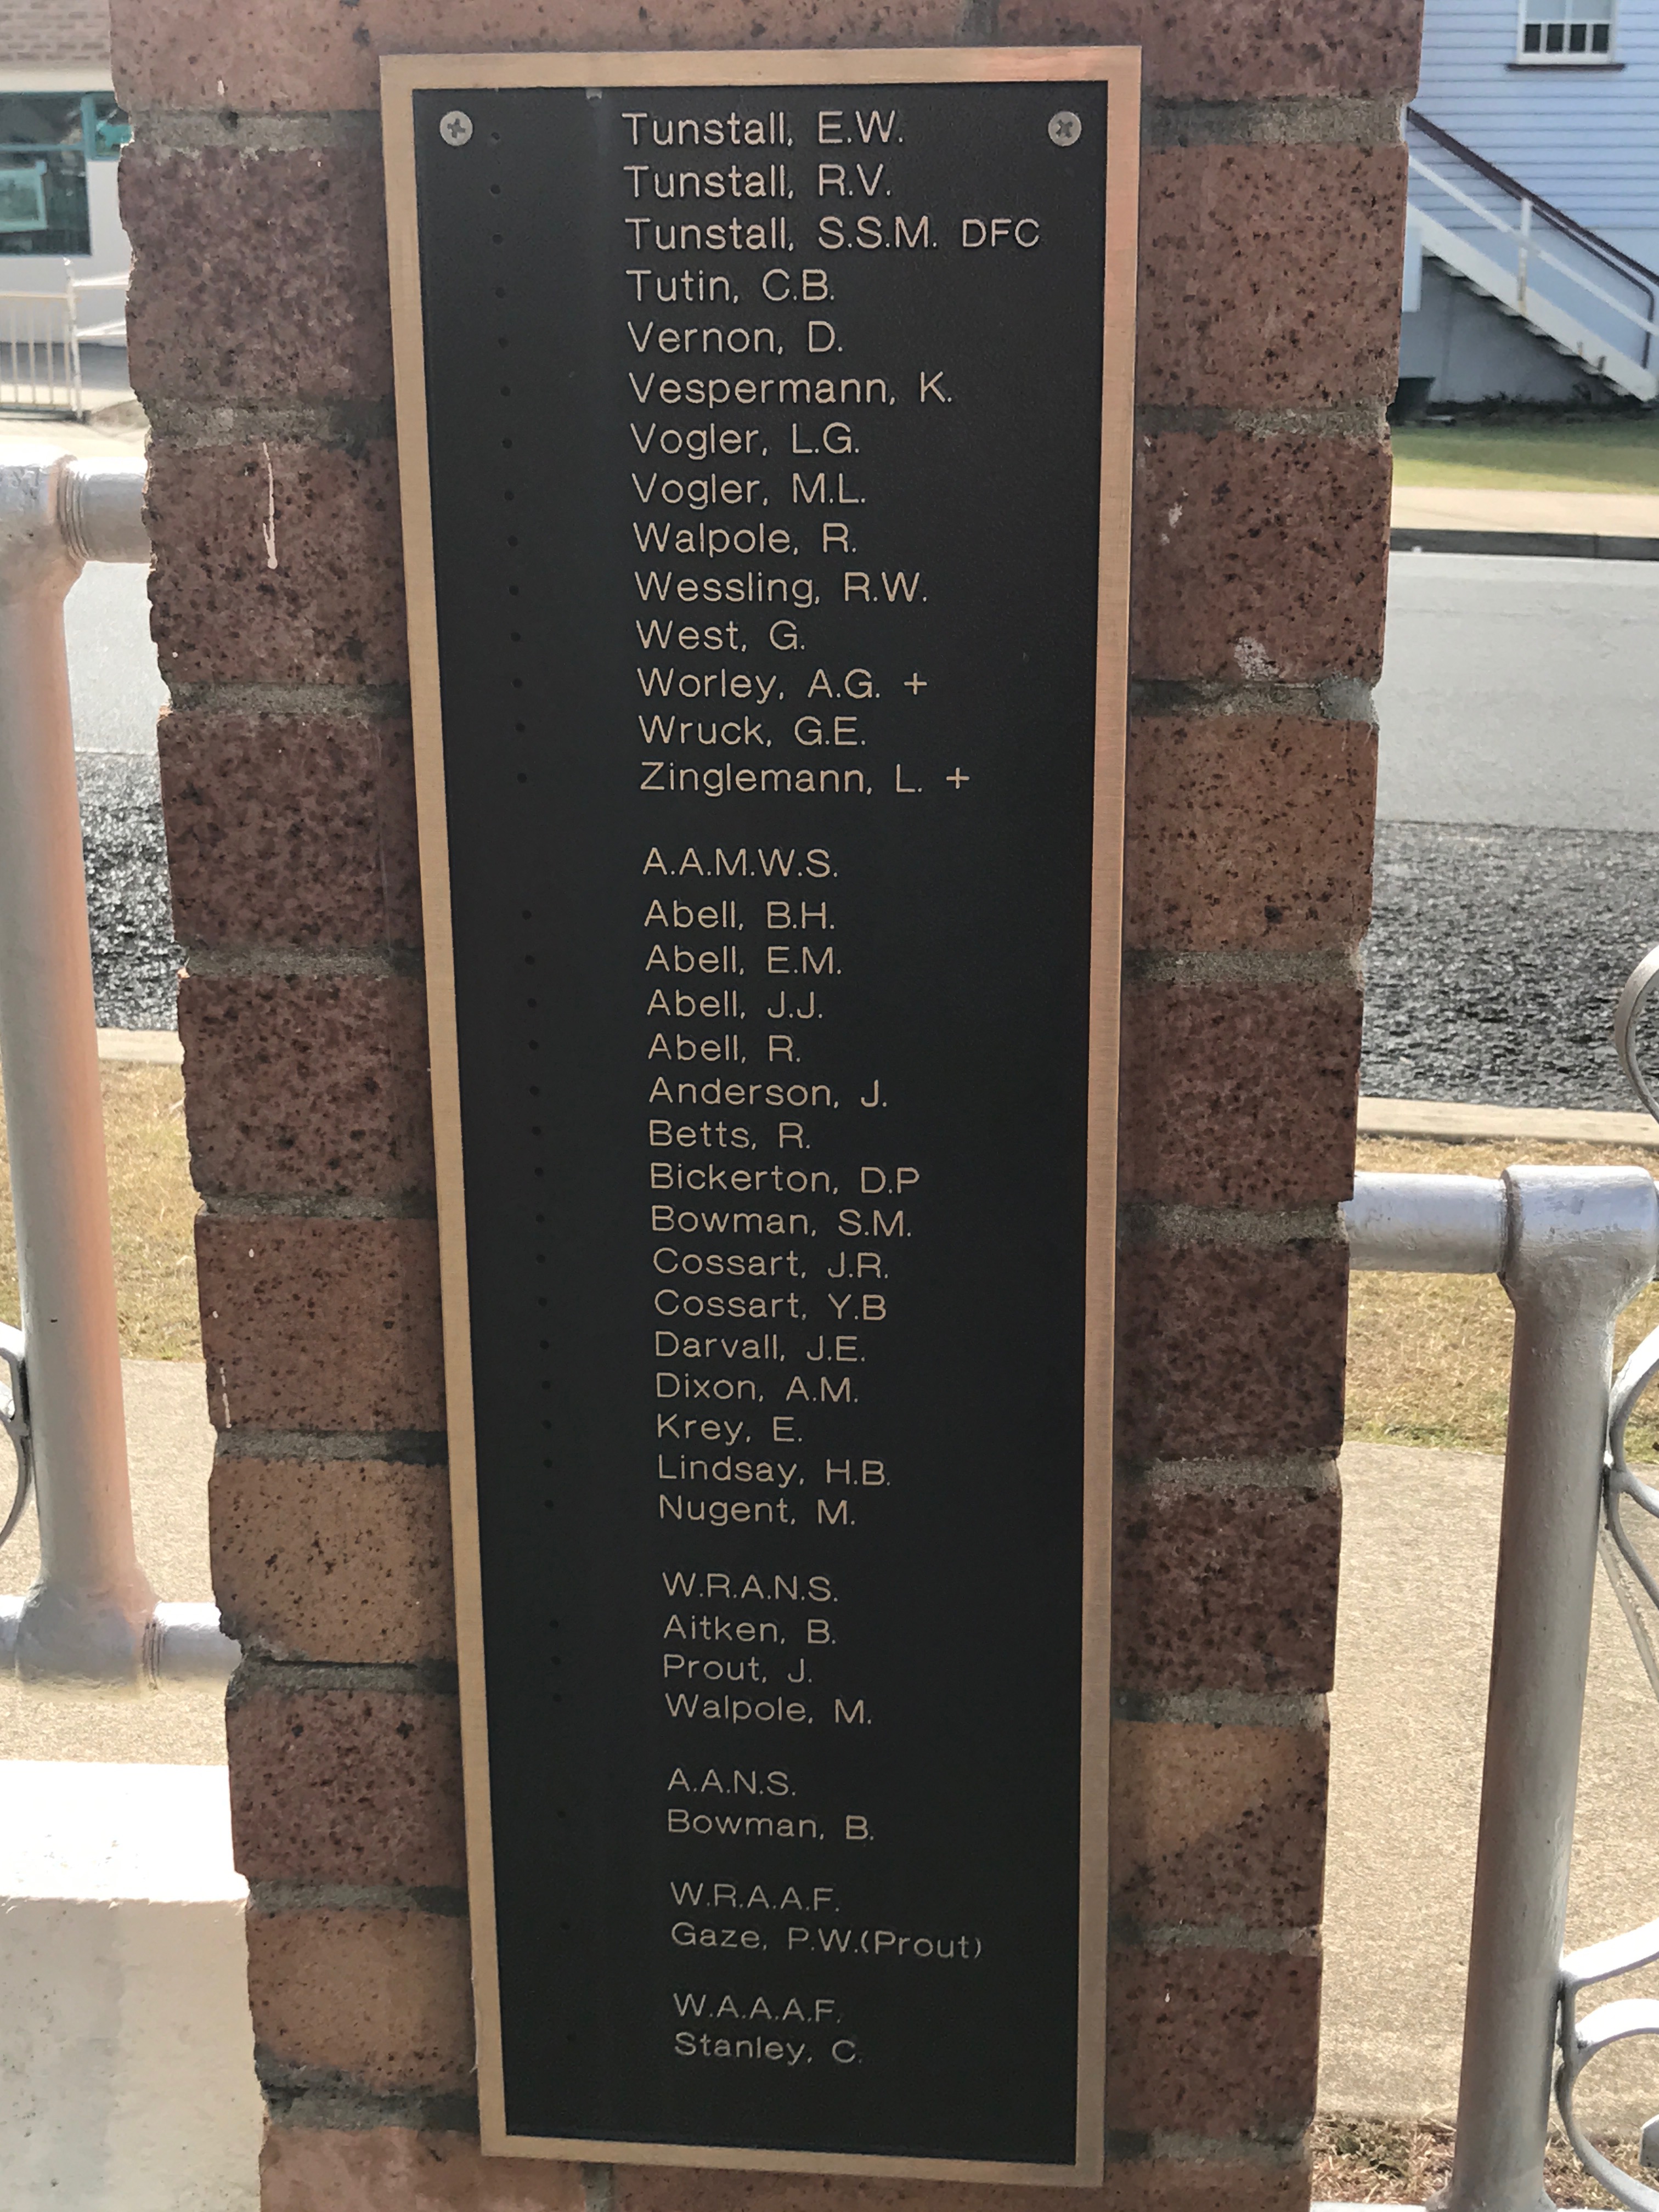 Tunstall, E.W.
Tunstall, R.V.
Tunstall, S.S.M. DFC
Tutin, C.B.
Vernon, D.
Vespermann, K.
Vogler, L.G.
Vogler, M.L.
Walpole, R.
Wessling, R.W.
West, G.
Worley, A.G. +
Wruck, G.E.
Zinglemann, L. +
A.A.M.W.S.
Abell, B.H.
Abell, E.M.
Abell, J.J.
Abell, R.
Anderson, J.
Betts, R.
Bickerton, D.P
Bowman, S.M.
Cossart, J.R.
Cossart, Y.B
Darvall, J.E.
Dixon, A.M.
Krey, E.
Lindsay, H.B.
Nugent, M.
W.R.A.N.S.
Aitken, B.
Prout, J.
Walpole, M.
A.A.N.S.
Bowman, B.
W.R.A.A.F.
Gaze, P.W.(Prout)
W.A.A.A.F.
Stanley, C.